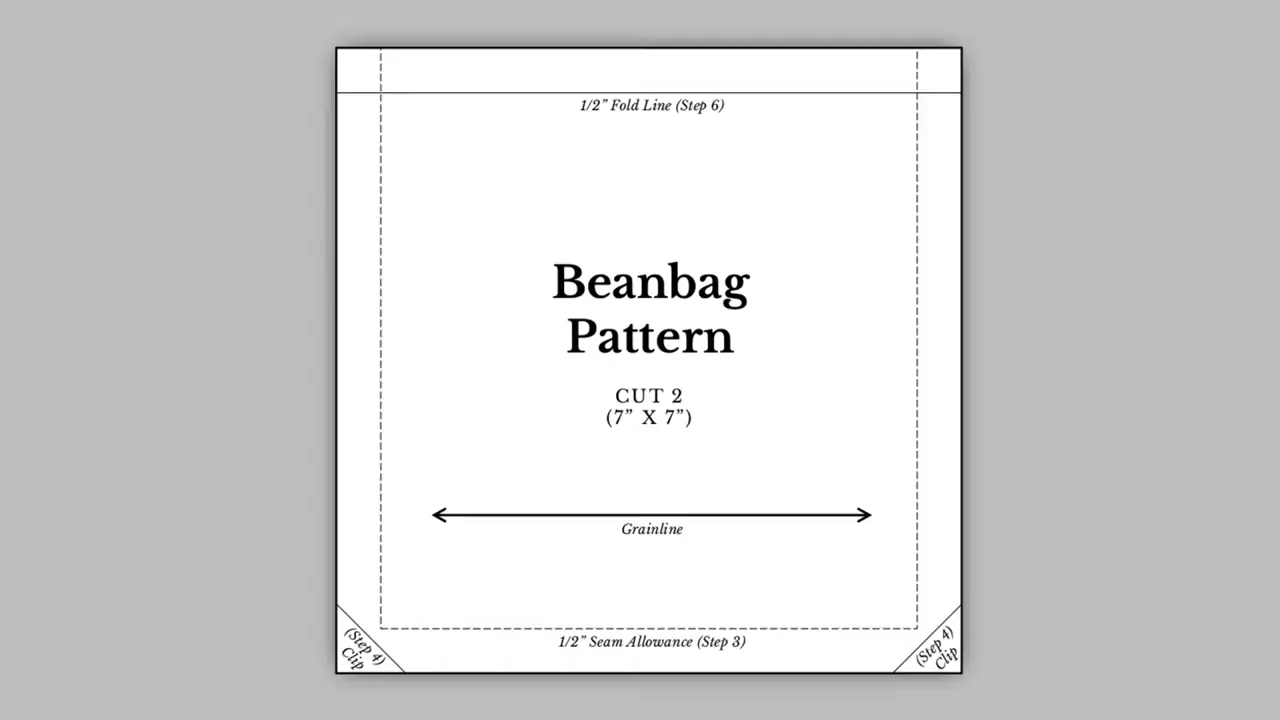 1/2” Fold Line (Step 6)
Beanbag
Pattern
CUT 2
(7” X 7”)
Grainline
1/2” Seam Allowance (Step 3)
(Step 4)
Clip
(Step 4)
Clip